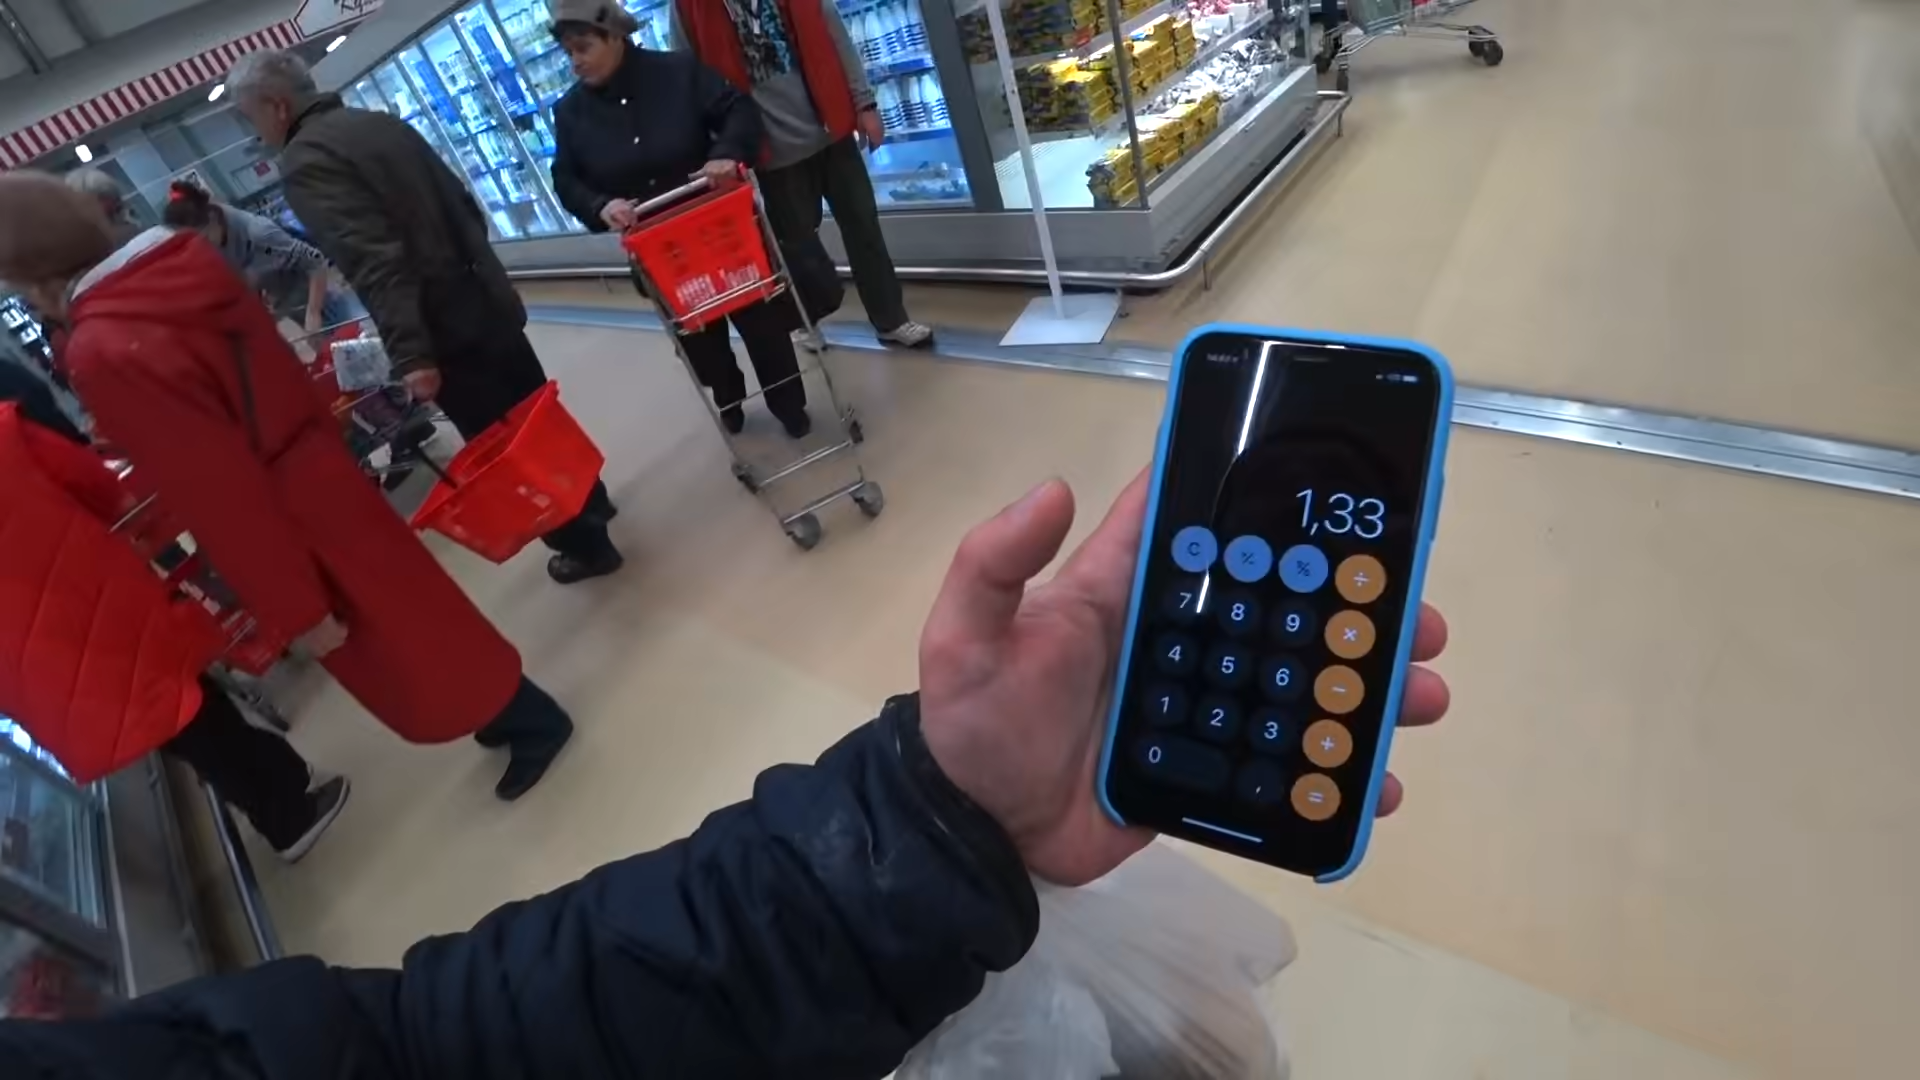 1,33
C ⁺∕₋ % ÷
7 8 9 ×
4 5 6 −
1 2 3 +
0 , =